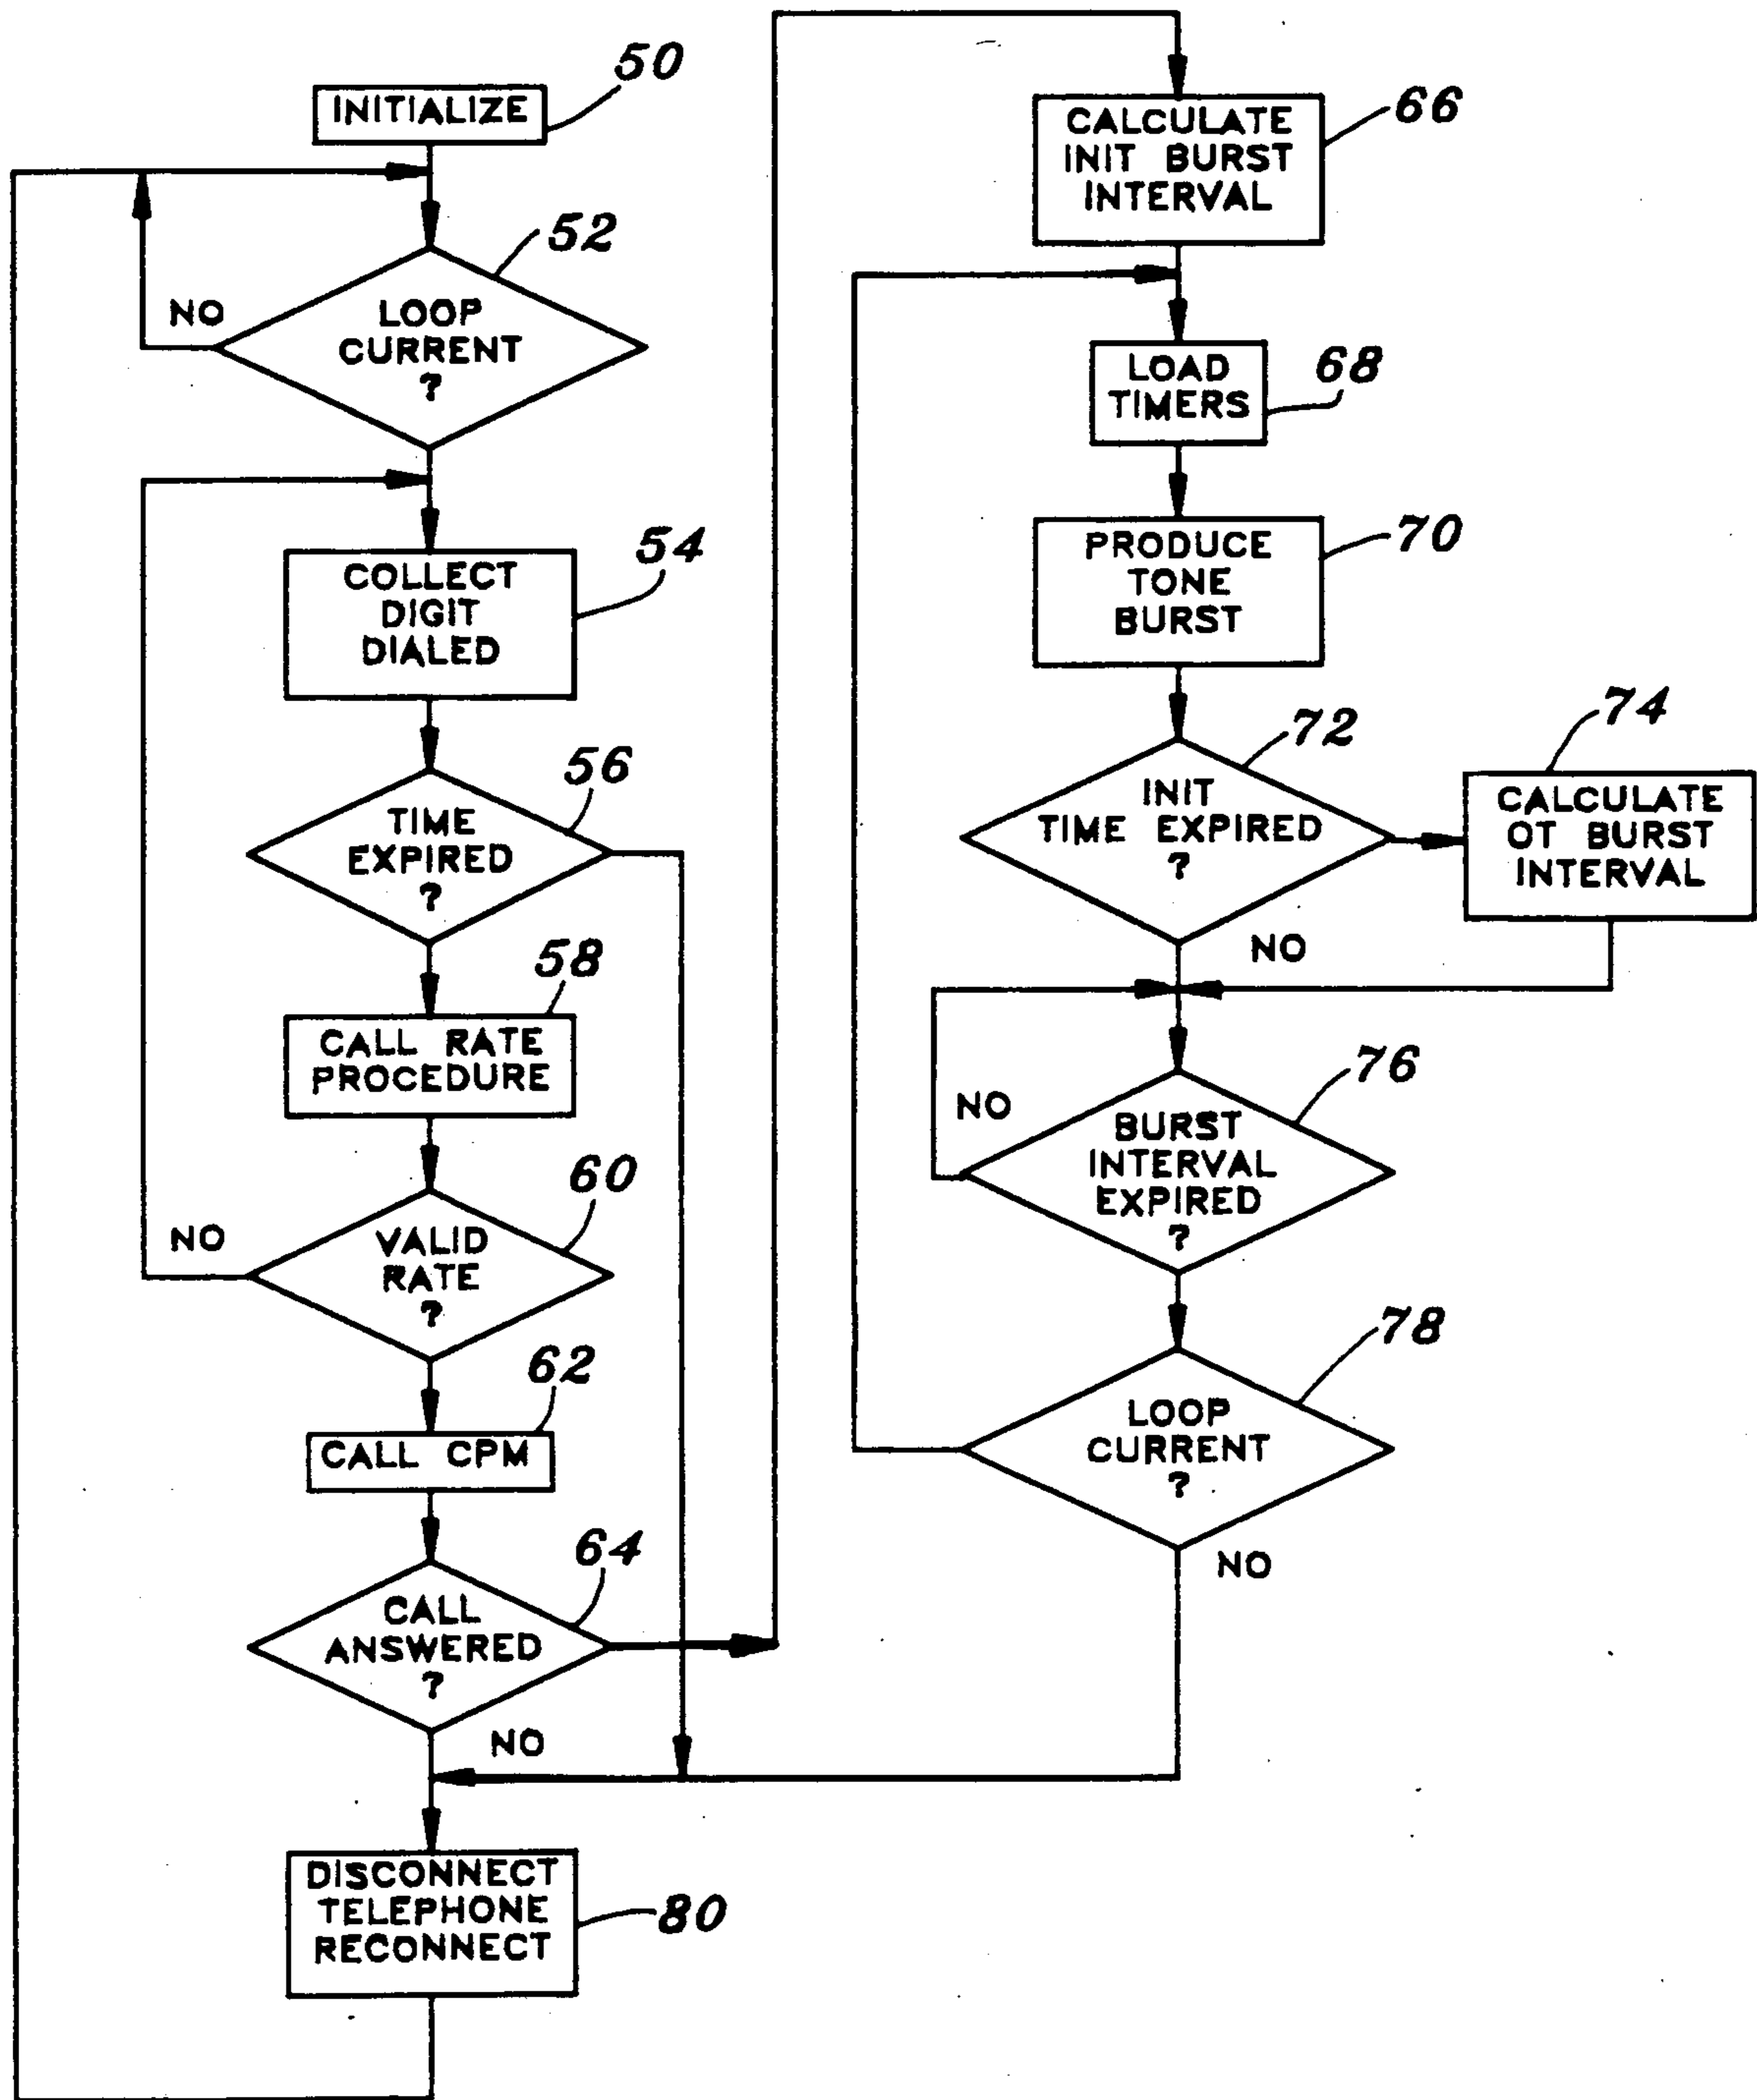 50
INITIALIZE
52
NO
LOOP
CURRENT
?
54
COLLECT
DIGIT
DIALED
56
TIME
EXPIRED
?
58
CALL RATE
PROCEDURE
60
NO
VALID
RATE
?
62
CALL CPM
64
CALL
ANSWERED
?
NO
DISCONNECT
TELEPHONE
RECONNECT
80
66
CALCULATE
INIT BURST
INTERVAL
68
LOAD
TIMERS
70
PRODUCE
TONE
BURST
72
INIT
TIME EXPIRED
?
NO
74
CALCULATE
OT BURST
INTERVAL
76
NO
BURST
INTERVAL
EXPIRED
?
78
LOOP
CURRENT
?
NO